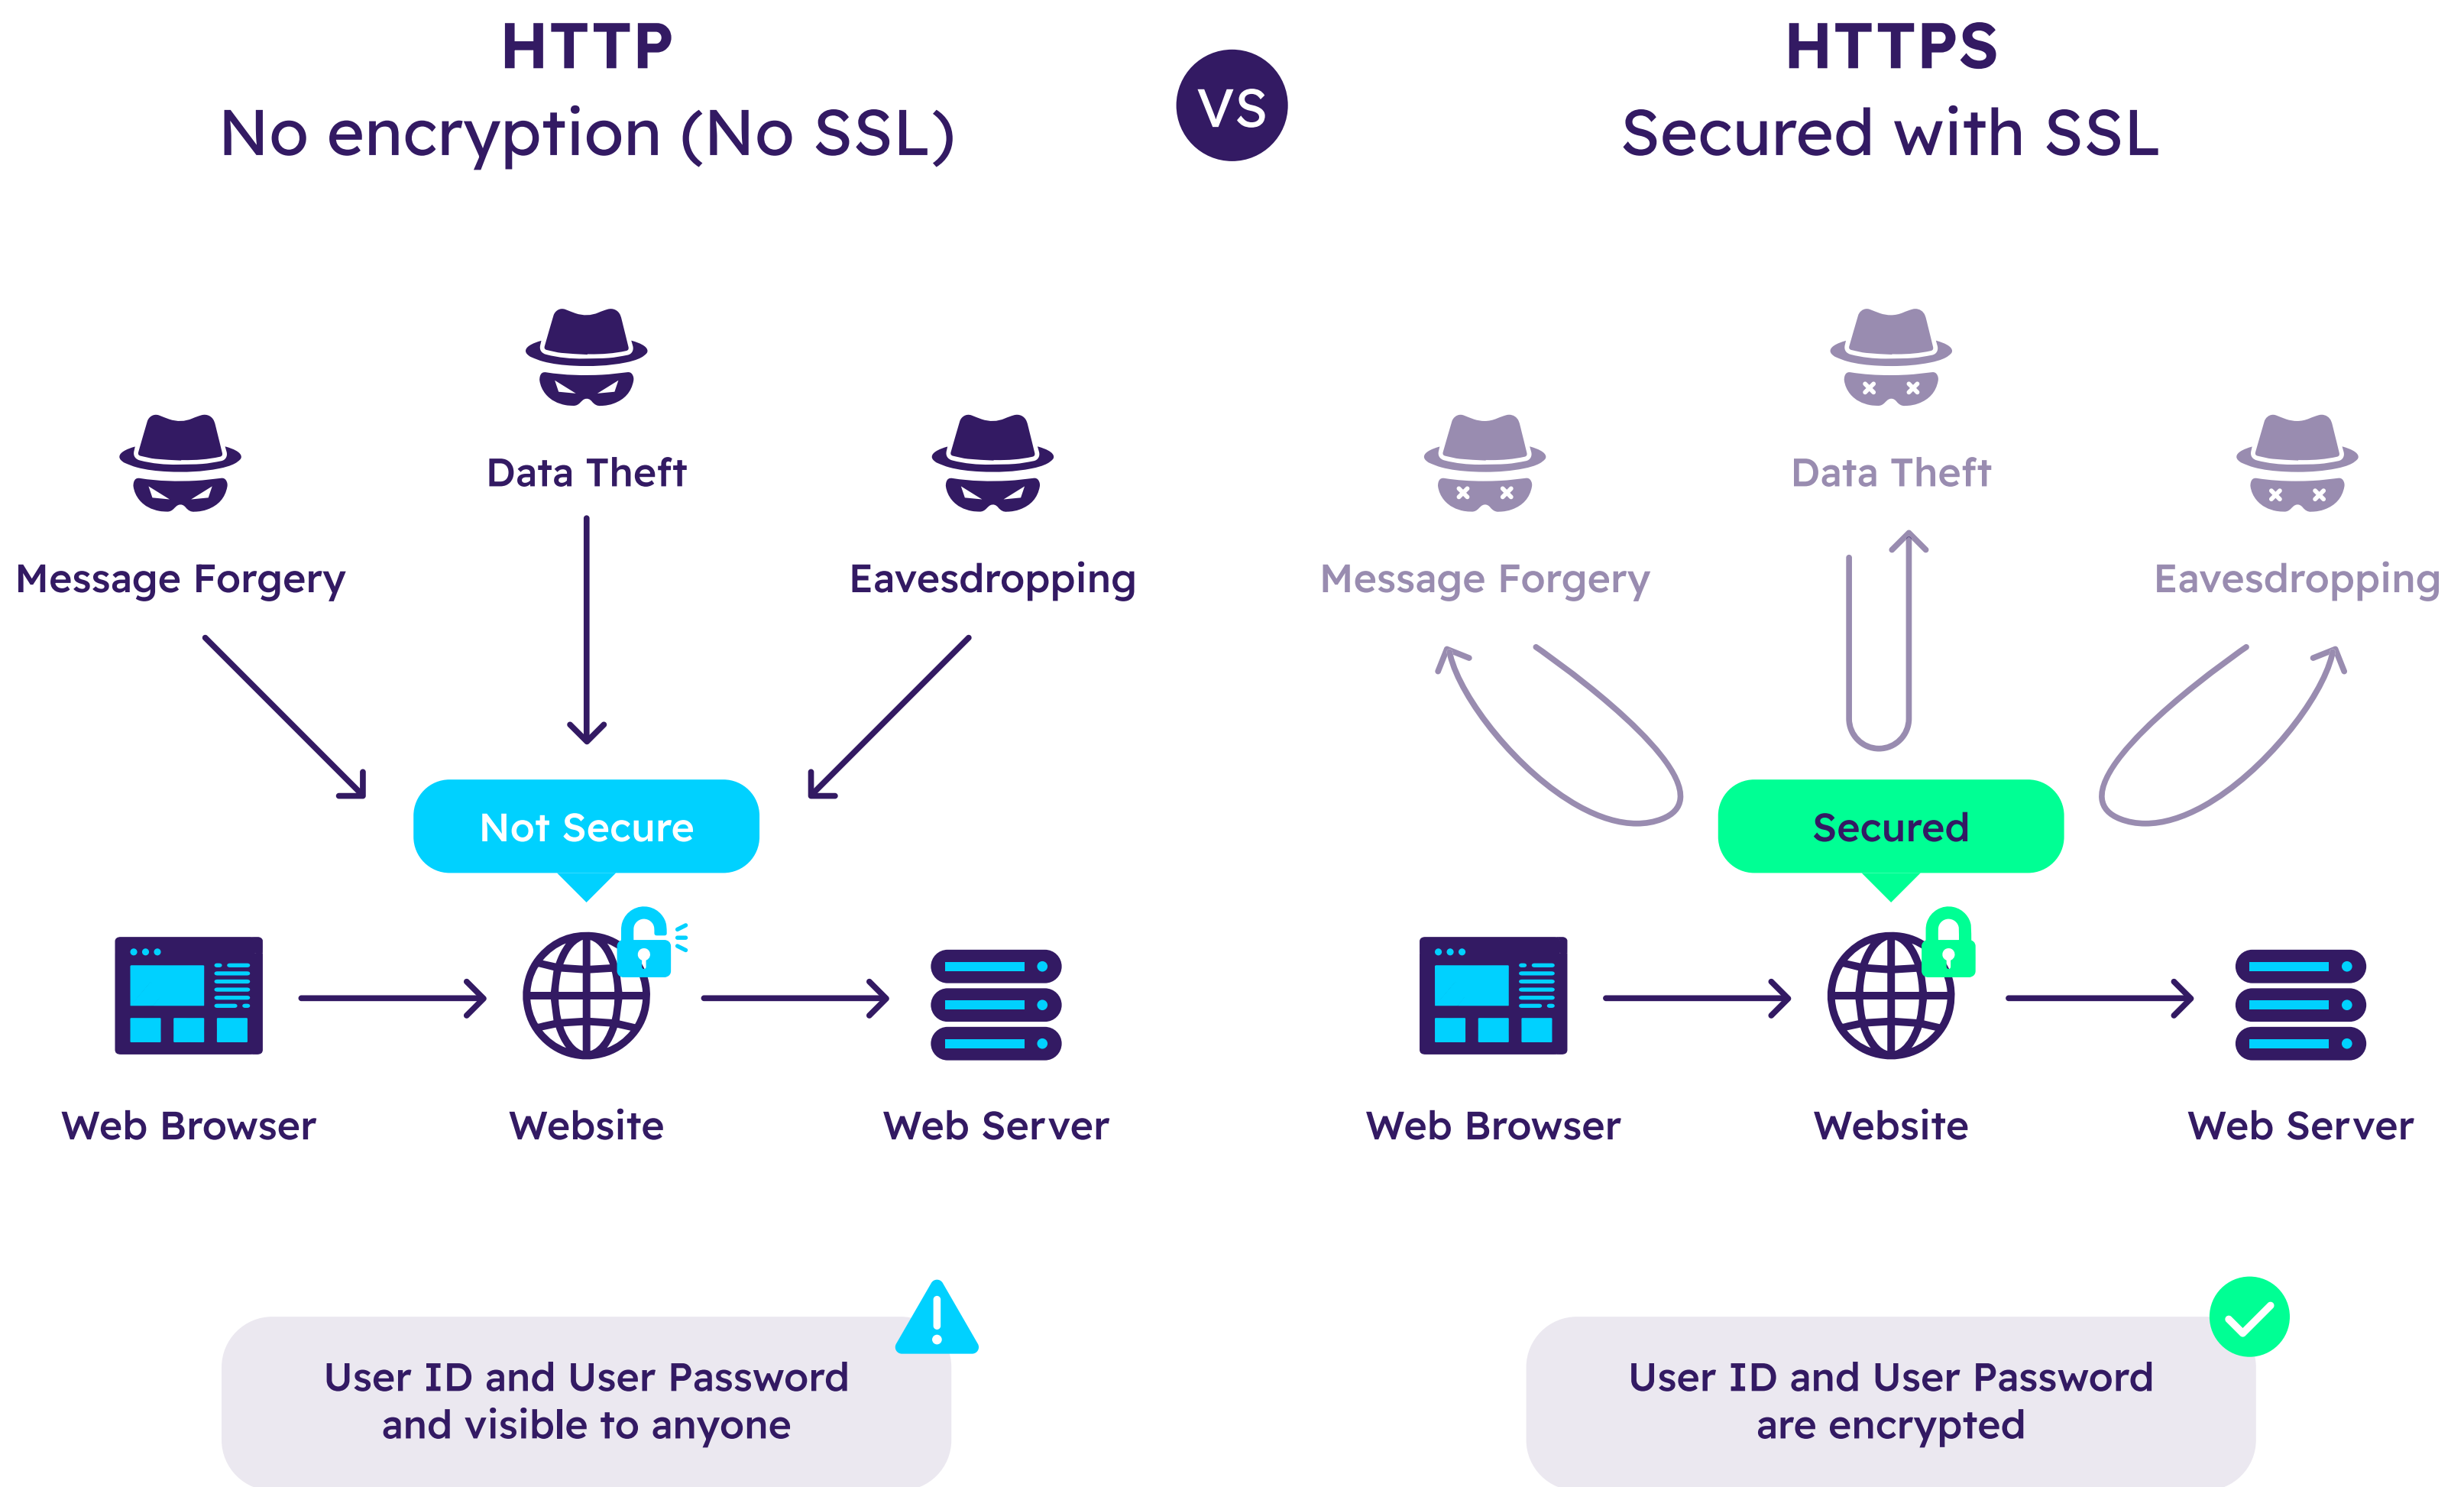 HTTP
No encryption (No SSL)
VS
HTTPS
Secured with SSL
Data Theft
Message Forgery
Eavesdropping
Not Secure
Web Browser
Website
Web Server
User ID and User Password
and visible to anyone
Data Theft
Message Forgery
Eavesdropping
Secured
Web Browser
Website
Web Server
User ID and User Password
are encrypted